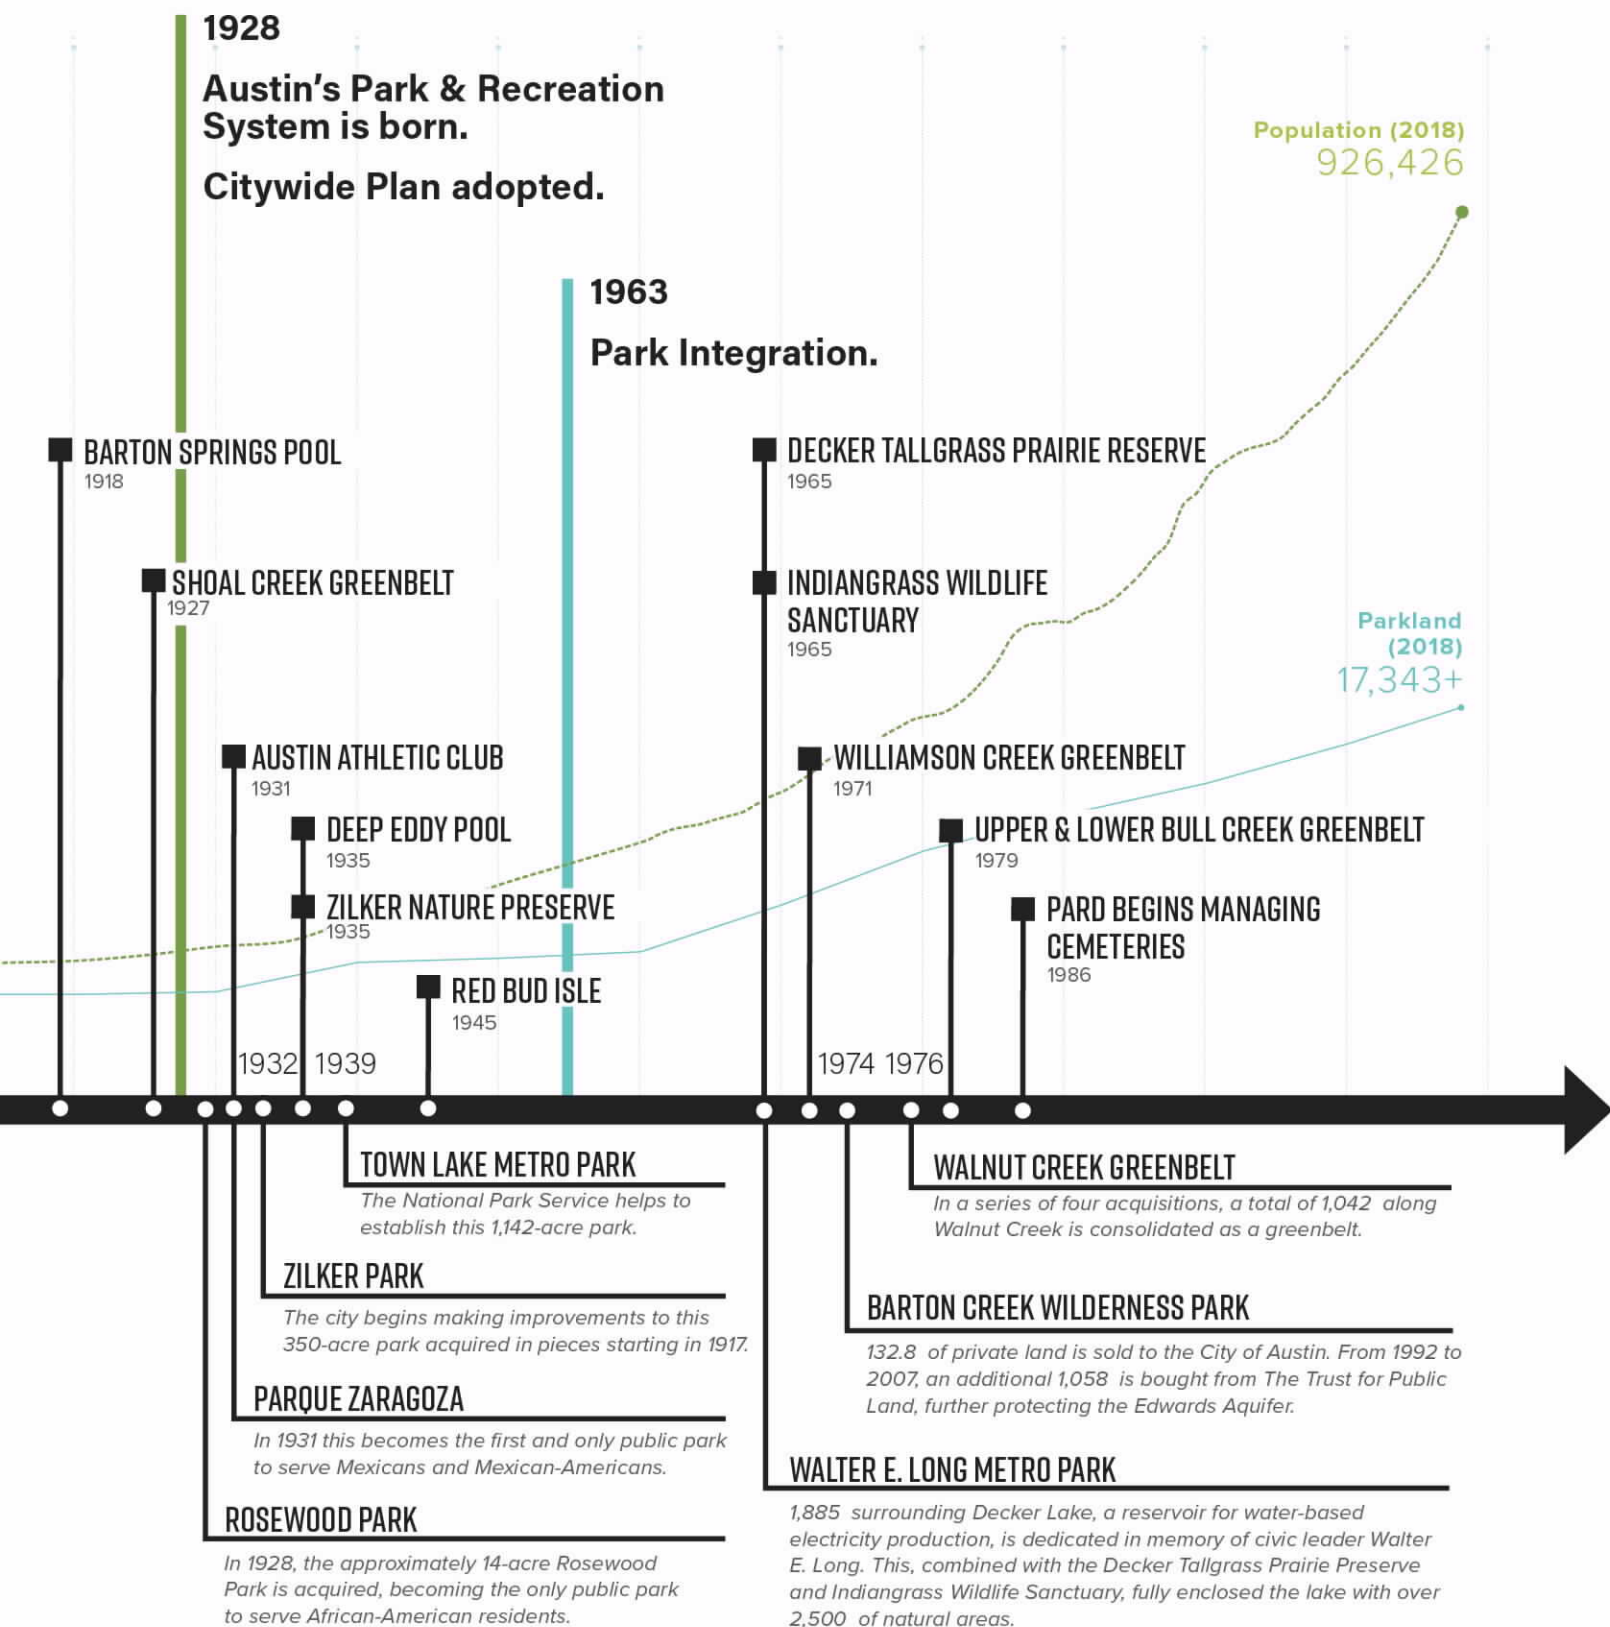 1928
Austin's Park & Recreation
System is born.
Citywide Plan adopted.
Population (2018)
926,426
1963
Park Integration.
BARTON SPRINGS POOL
1918
DECKER TALLGRASS PRAIRIE RESERVE
1965
SHOAL CREEK GREENBELT
1927
INDIANGRASS WILDLIFE
SANCTUARY
1965
Parkland
(2018)
17,343+
AUSTIN ATHLETIC CLUB
1931
WILLIAMSON CREEK GREENBELT
1971
DEEP EDDY POOL
1935
UPPER & LOWER BULL CREEK GREENBELT
1979
ZILKER NATURE PRESERVE
1935
PARD BEGINS MANAGING
CEMETERIES
1986
RED BUD ISLE
1945
1932
1939
1974
1976
TOWN LAKE METRO PARK
The National Park Service helps to
establish this 1,142-acre park.
ZILKER PARK
The city begins making improvements to this
350-acre park acquired in pieces starting in 1917.
PARQUE ZARAGOZA
In 1931 this becomes the first and only public park
to serve Mexicans and Mexican-Americans.
ROSEWOOD PARK
In 1928, the approximately 14-acre Rosewood
Park is acquired, becoming the only public park
to serve African-American residents.
WALNUT CREEK GREENBELT
In a series of four acquisitions, a total of 1,042 along
Walnut Creek is consolidated as a greenbelt.
BARTON CREEK WILDERNESS PARK
132.8 of private land is sold to the City of Austin. From 1992 to
2007, an additional 1,058 is bought from The Trust for Public
Land, further protecting the Edwards Aquifer.
WALTER E. LONG METRO PARK
1,885 surrounding Decker Lake, a reservoir for water-based
electricity production, is dedicated in memory of civic leader Walter
E. Long. This, combined with the Decker Tallgrass Prairie Preserve
and Indiangrass Wildlife Sanctuary, fully enclosed the lake with over
2,500 of natural areas.